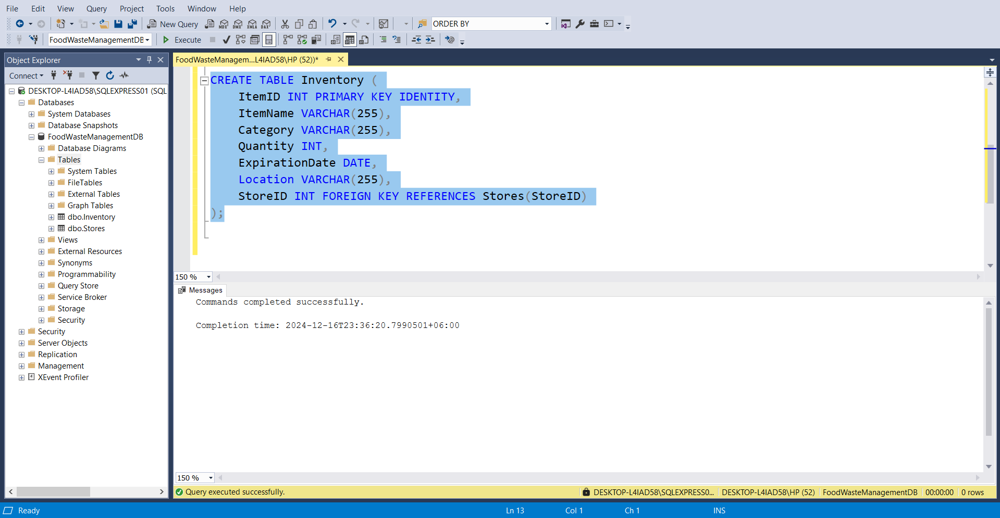 File Edit View Query Project Tools Window Help
New Query MDX DMX XMLA DAX ORDER BY
FoodWasteManagementDB Execute
Object Explorer
Connect
DESKTOP-L4IAD58\SQLEXPRESS01 (SQL
Databases
System Databases
Database Snapshots
FoodWasteManagementDB
Database Diagrams
Tables
System Tables
FileTables
External Tables
Graph Tables
dbo.Inventory
dbo.Stores
Views
External Resources
Synonyms
Programmability
Query Store
Service Broker
Storage
Security
Security
Server Objects
Replication
Management
XEvent Profiler
FoodWasteManagem...L4IAD58\HP (52))*
CREATE TABLE Inventory (
ItemID INT PRIMARY KEY IDENTITY,
ItemName VARCHAR(255),
Category VARCHAR(255),
Quantity INT,
ExpirationDate DATE,
Location VARCHAR(255),
StoreID INT FOREIGN KEY REFERENCES Stores(StoreID)
);
150 %
Messages
Commands completed successfully.
Completion time: 2024-12-16T23:36:20.7990501+06:00
150 %
Query executed successfully. DESKTOP-L4IAD58\SQLEXPRESS0... DESKTOP-L4IAD58\HP (52) FoodWasteManagementDB 00:00:00 0 rows
Ready Ln 13 Col 1 Ch 1 INS